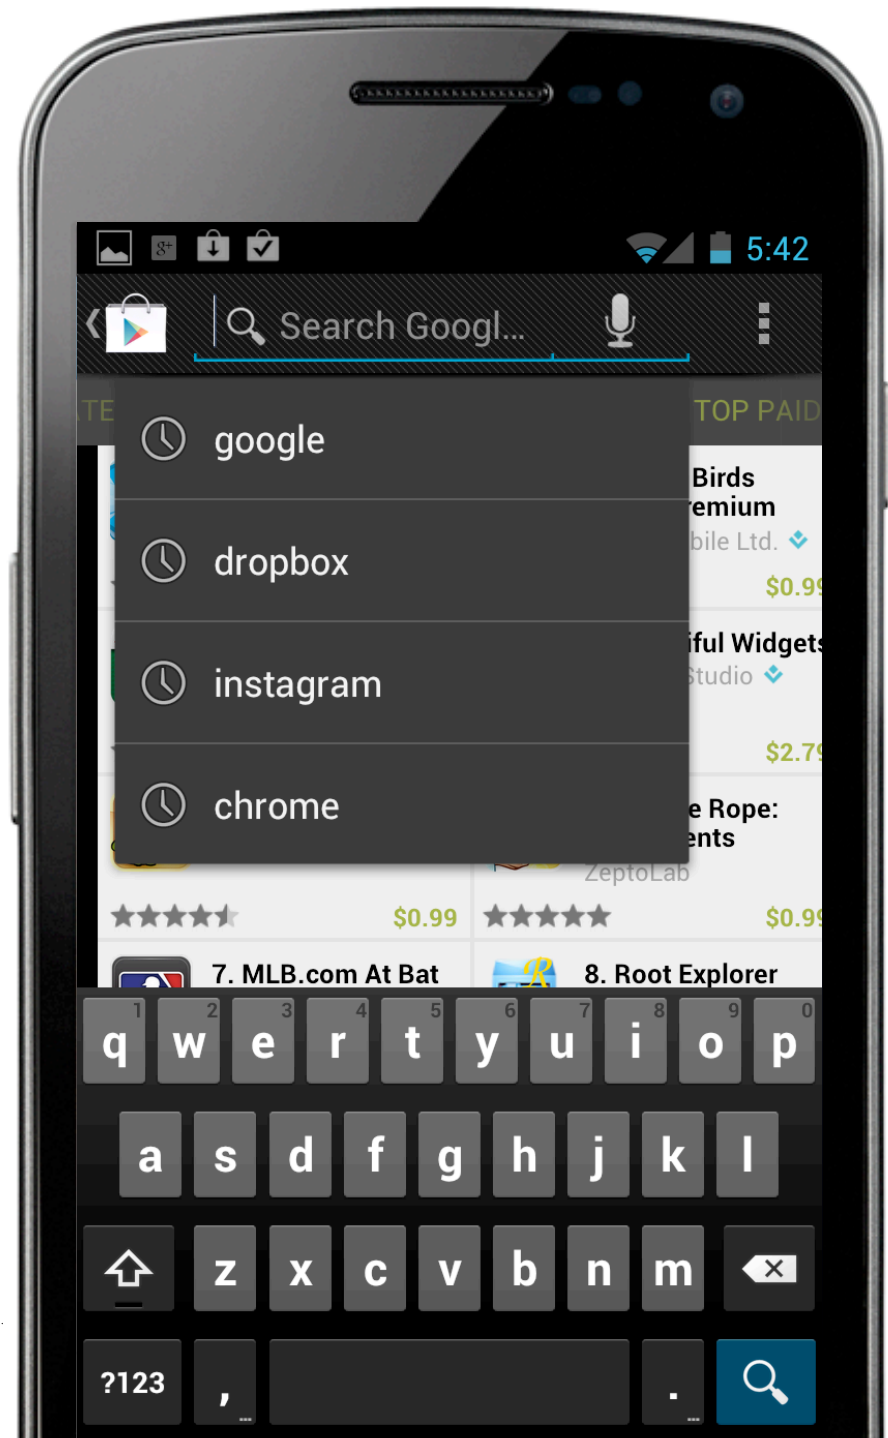 g+
5:42
Search Googl...
ATE
TOP PAID
google
dropbox
instagram
chrome
Birds
remium
bile Ltd.
$0.99
iful Widgets
Studio
$2.79
e Rope:
ents
ZeptoLab
$0.99
$0.99
7. MLB.com At Bat
8. Root Explorer
R
1 2 3 4 5 6 7 8 9 0
q w e r t y u i o p
a s d f g h j k l
z x c v b n m
?123 , ... . ...